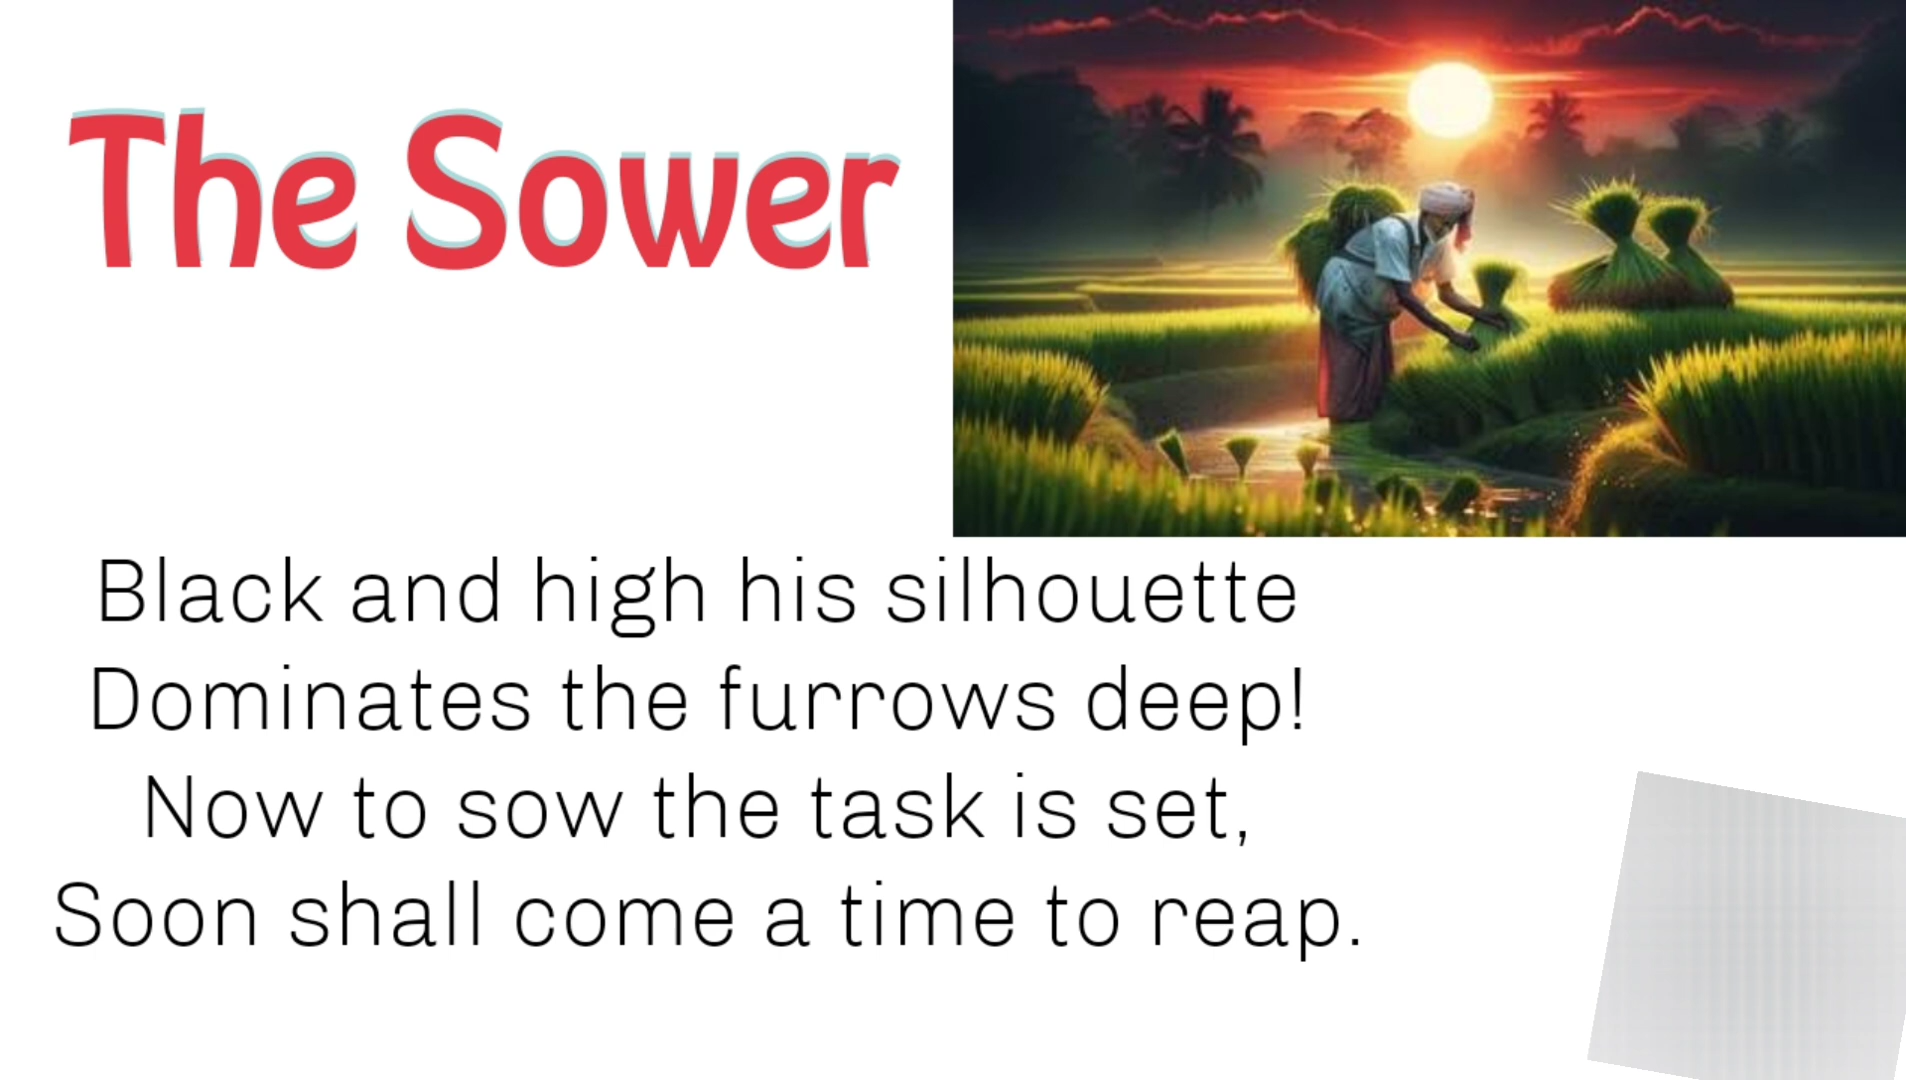 The Sower
Black and high his silhouette
Dominates the furrows deep!
Now to sow the task is set,
Soon shall come a time to reap.